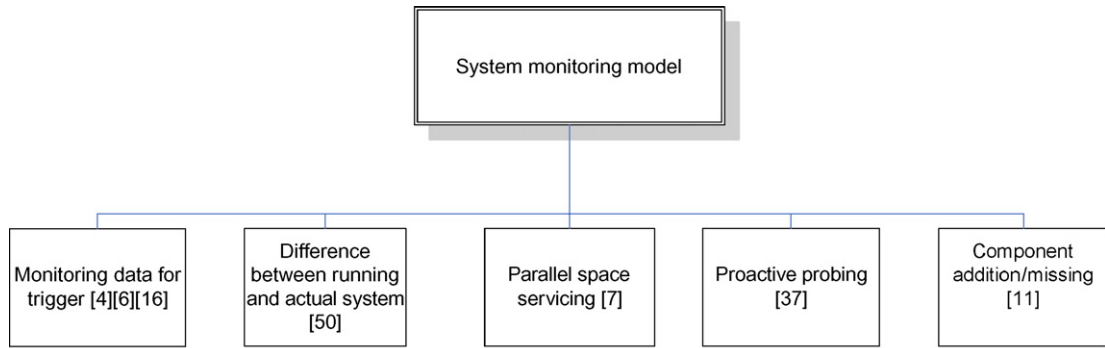 System monitoring model
Monitoring data for
trigger [4][6][16]
Difference
between running
and actual system
[50]
Parallel space
servicing [7]
Proactive probing
[37]
Component
addition/missing
[11]